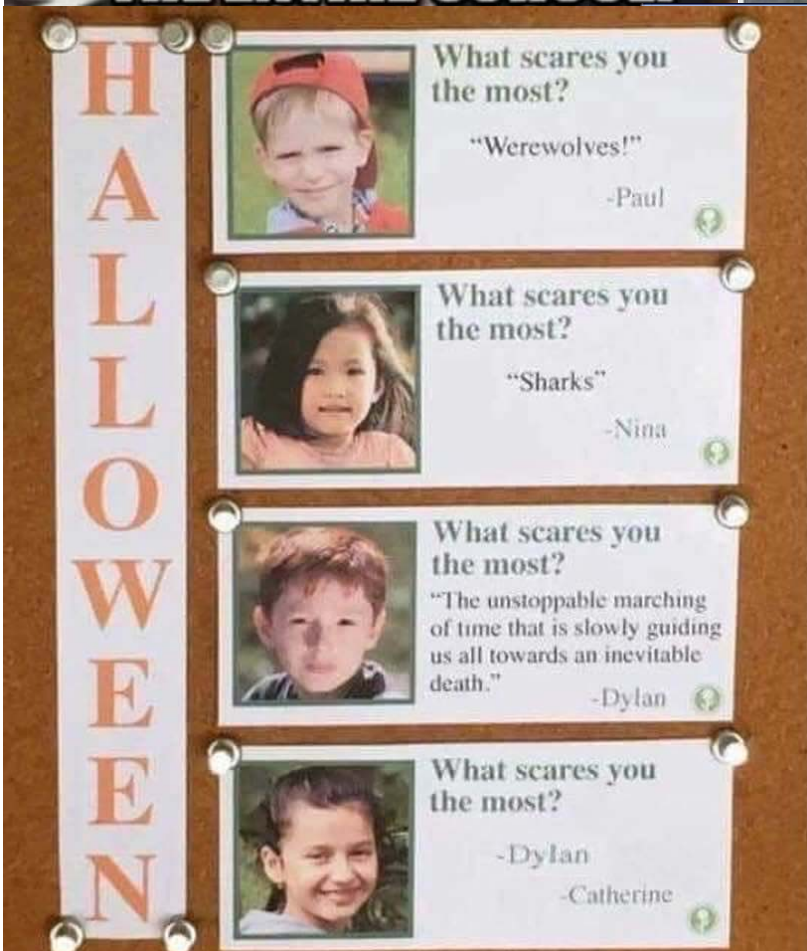 HALLOWEEN
What scares you
the most?
“Werewolves!”
-Paul
What scares you
the most?
“Sharks”
-Nina
What scares you
the most?
“The unstoppable marching
of time that is slowly guiding
us all towards an inevitable
death.”
-Dylan
What scares you
the most?
-Dylan
-Catherine